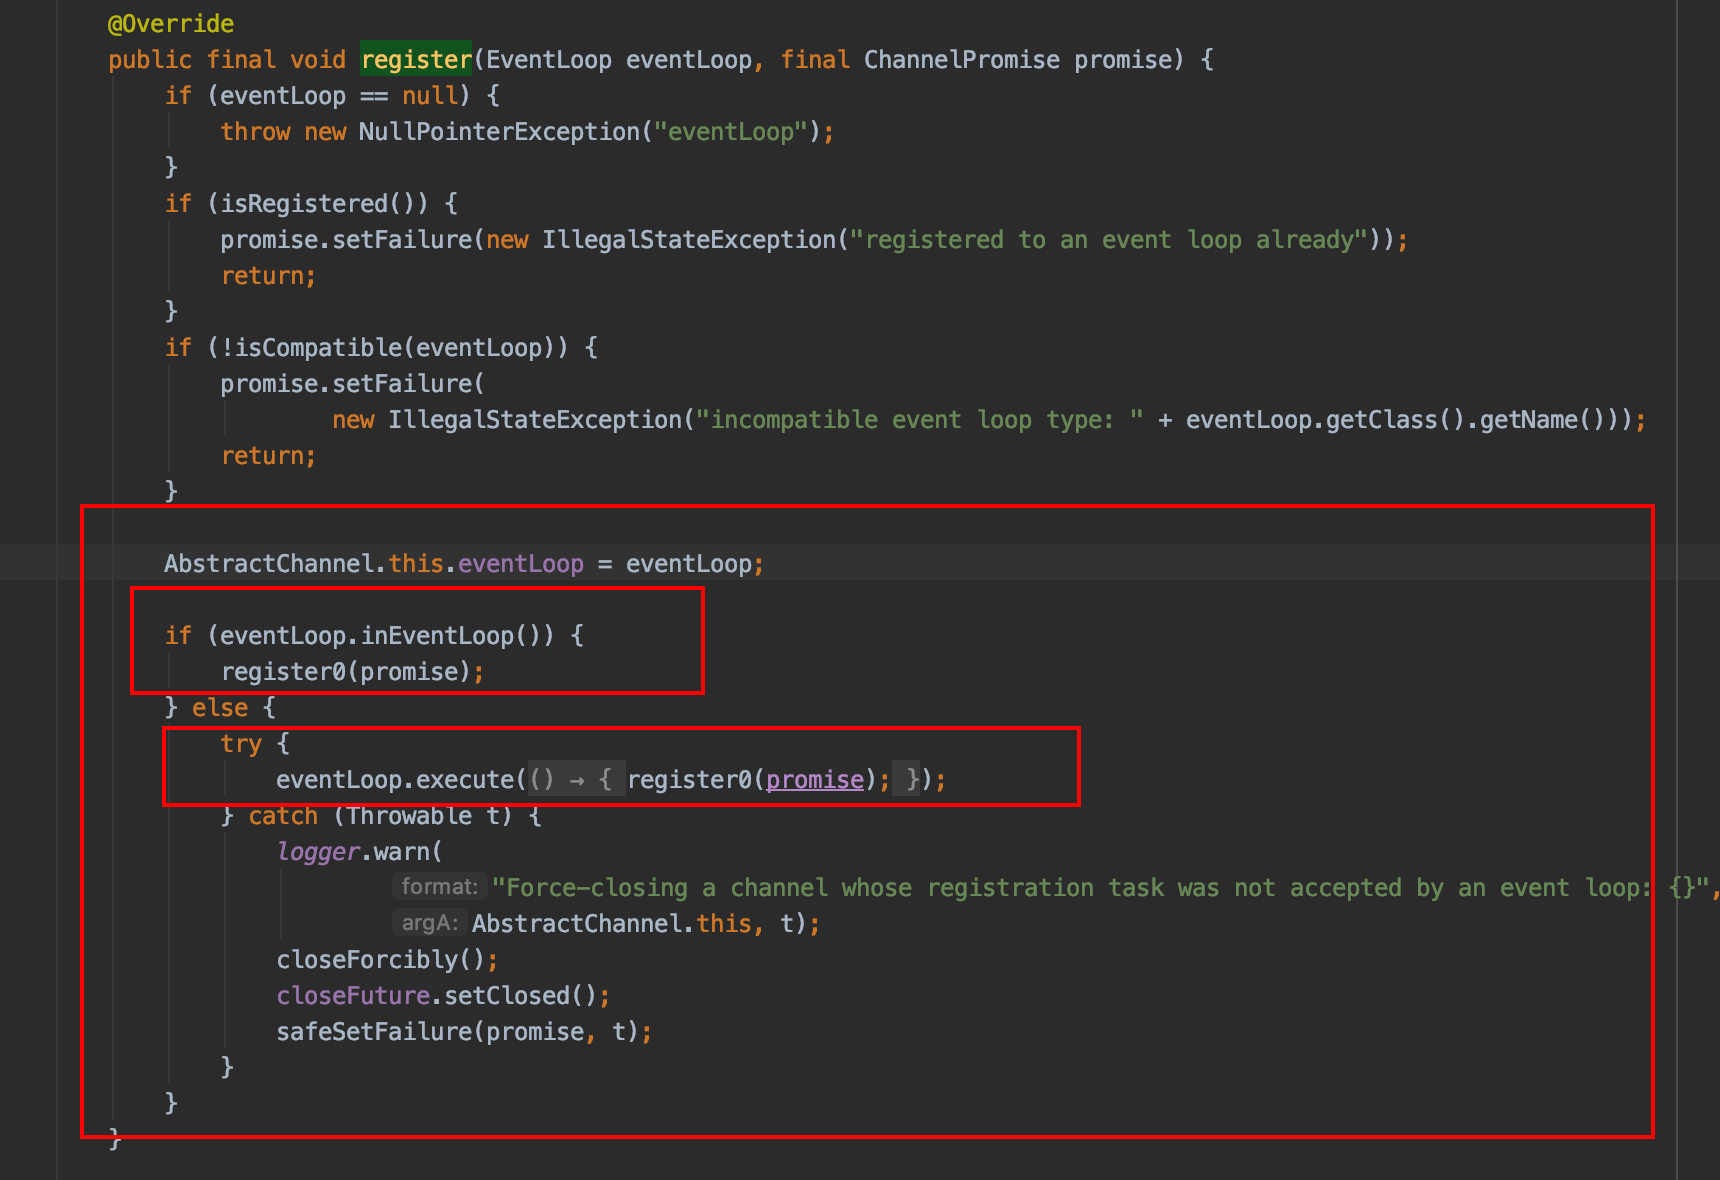 @Override
public final void register(EventLoop eventLoop, final ChannelPromise promise) {
if (eventLoop == null) {
throw new NullPointerException("eventLoop");
}
if (isRegistered()) {
promise.setFailure(new IllegalStateException("registered to an event loop already"));
return;
}
if (!isCompatible(eventLoop)) {
promise.setFailure(
new IllegalStateException("incompatible event loop type: " + eventLoop.getClass().getName()));
return;
}
AbstractChannel.this.eventLoop = eventLoop;
if (eventLoop.inEventLoop()) {
register0(promise);
} else {
try {
eventLoop.execute(() → { register0(promise); });
} catch (Throwable t) {
logger.warn(
format: "Force-closing a channel whose registration task was not accepted by an event loop: {}",
argA: AbstractChannel.this, t);
closeForcibly();
closeFuture.setClosed();
safeSetFailure(promise, t);
}
}
}